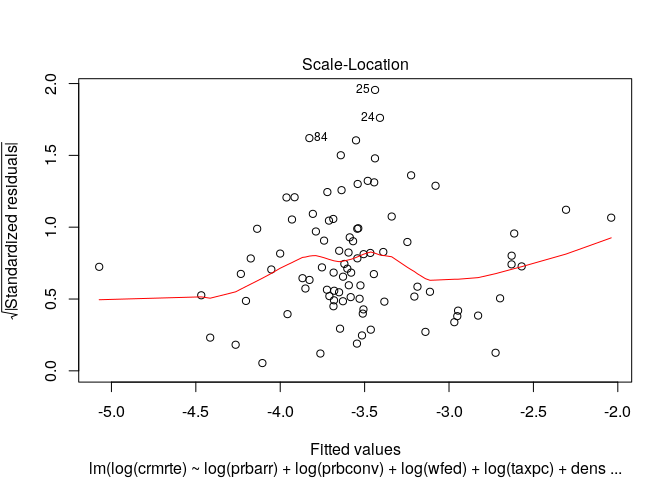 Scale-Location
√|Standardized residuals|
2.0
1.5
1.0
0.5
0.0
25
24
84
-5.0 -4.5 -4.0 -3.5 -3.0 -2.5 -2.0
Fitted values
lm(log(crmrte) ~ log(prbarr) + log(prbconv) + log(wfed) + log(taxpc) + dens ...